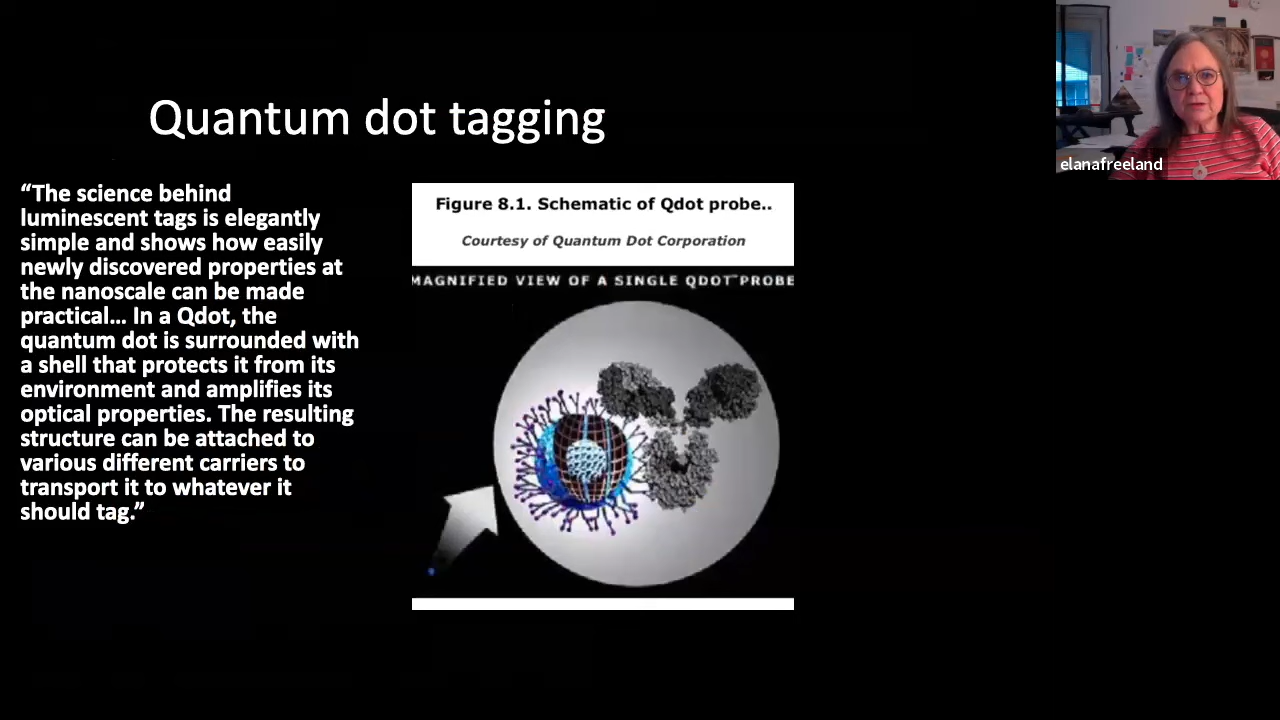 Quantum dot tagging
elanafreeland
“The science behind
luminescent tags is elegantly
simple and shows how easily
newly discovered properties at
the nanoscale can be made
practical... In a Qdot, the
quantum dot is surrounded with
a shell that protects it from its
environment and amplifies its
optical properties. The resulting
structure can be attached to
various different carriers to
transport it to whatever it
should tag.”
Figure 8.1. Schematic of Qdot probe..
Courtesy of Quantum Dot Corporation
MAGNIFIED VIEW OF A SINGLE QDOT™ PROBE